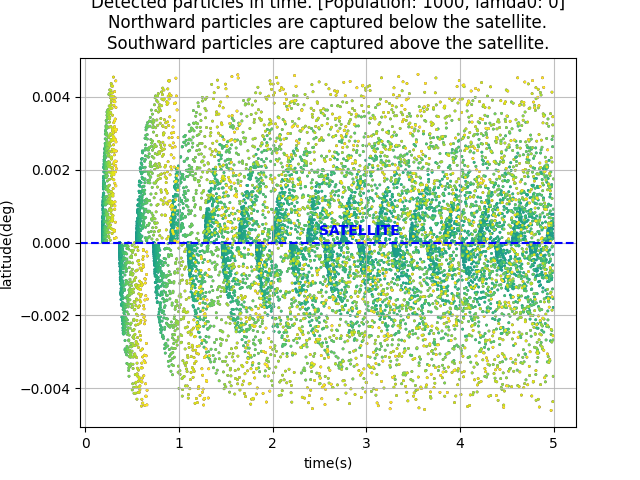 Detected particles in time. [Population: 1000, lamda0: 0]
Northward particles are captured below the satellite.
Southward particles are captured above the satellite.
latitude(deg)
0.004
0.002
0.000
−0.002
−0.004
SATELLITE
0 1 2 3 4 5
time(s)